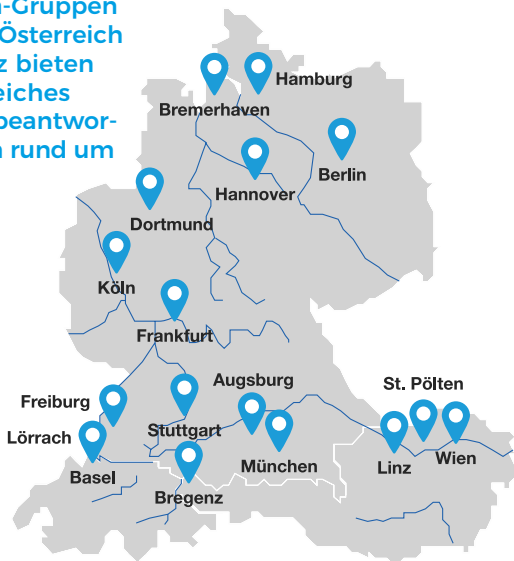 -Gruppen
Österreich
z bieten
eiches
beantwor-
n rund um
Hamburg
Bremerhaven
Berlin
Hannover
Dortmund
Köln
Frankfurt
Augsburg
St. Pölten
Freiburg
Stuttgart
Lörrach
München
Linz
Wien
Basel
Bregenz